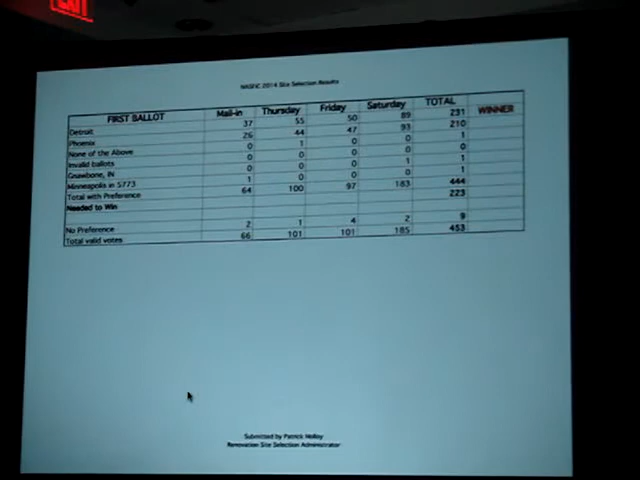 EXIT
NASFiC 2014 Site Selection Results
FIRST BALLOT Mail-in Thursday Friday Saturday TOTAL
Detroit 37 55 50 89 231 WINNER
Phoenix 26 44 47 93 210
None of the Above 0 1 0 0 1
Invalid ballots 0 0 0 0 0
Gnawbone, IN 0 0 0 1 1
Minneapolis in 5773 1 0 0 0 1
Total with Preference 64 100 97 183 444
Needed to Win 223
No Preference 2 1 4 2 9
Total valid votes 66 101 101 185 453
Submitted by Patrick Molloy
Renovation Site Selection Administrator